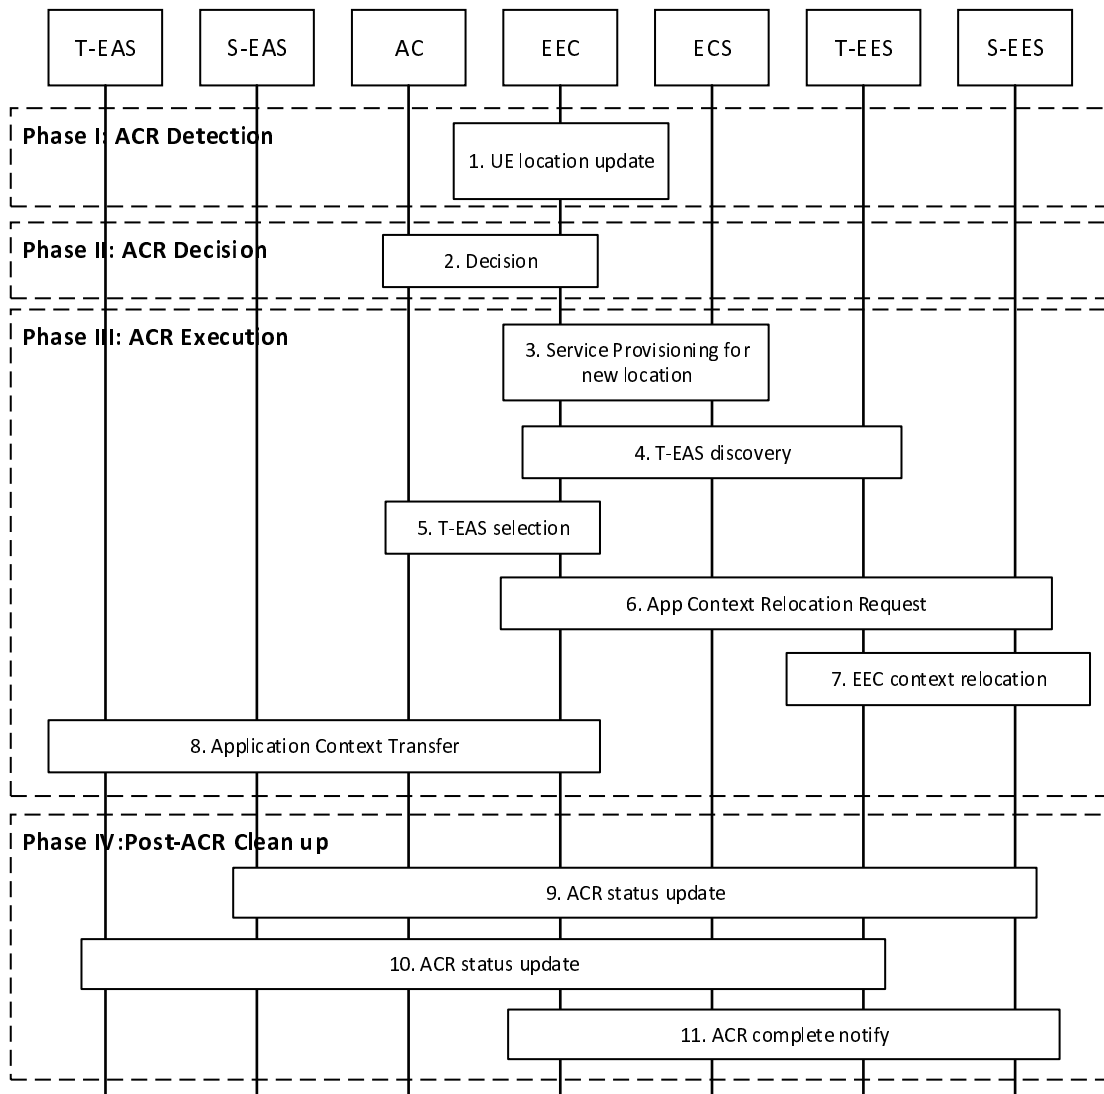 T-EAS
S-EAS
AC
EEC
ECS
T-EES
S-EES
Phase I: ACR Detection
1. UE location update
Phase II: ACR Decision
2. Decision
Phase III: ACR Execution
3. Service Provisioning for
new location
4. T-EAS discovery
5. T-EAS selection
6. App Context Relocation Request
7. EEC context relocation
8. Application Context Transfer
Phase IV:Post-ACR Clean up
9. ACR status update
10. ACR status update
11. ACR complete notify